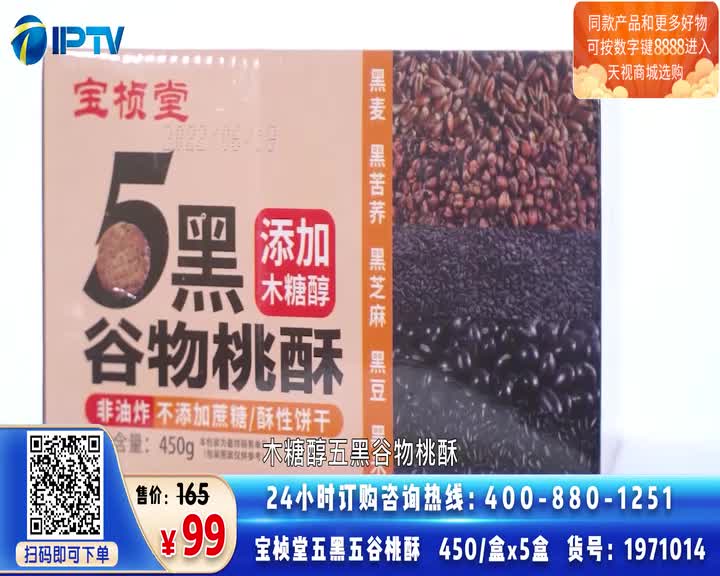 IPTV
同款产品和更多好物
可按数字键8888进入
天视商城选购
宝桢堂
5黑
谷物桃酥
添加
木糖醇
非油炸 不添加蔗糖/酥性饼干
含量: 450g
黑麦 黑苦荞 黑芝麻 黑豆
木糖醇五黑谷物桃酥
扫码即可下单
售价: 165
¥99
24小时订购咨询热线: 400-880-1251
宝桢堂五黑五谷桃酥 450/盒x5盒 货号: 1971014